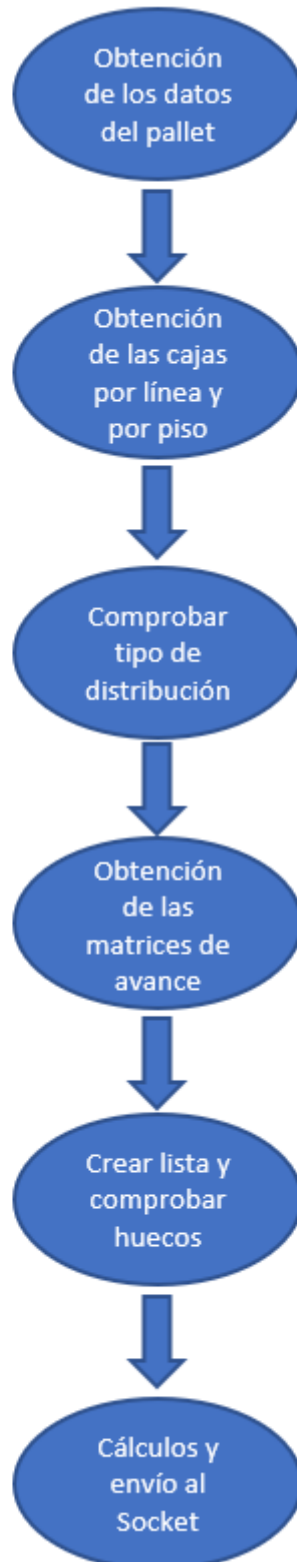 Obtención
de los datos
del pallet
Obtención
de las cajas
por línea y
por piso
Comprobar
tipo de
distribución
Obtención
de las
matrices de
avance
Crear lista y
comprobar
huecos
Cálculos y
envío al
Socket